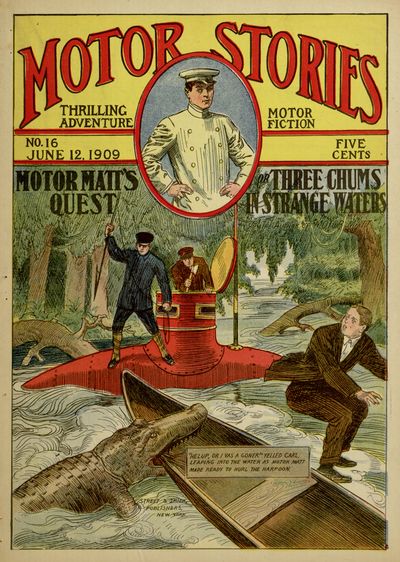 MOTOR STORIES
THRILLING
ADVENTURE
MOTOR
FICTION
NO. 16
JUNE 12, 1909
FIVE
CENTS
MOTOR MATT'S
QUEST
or THREE CHUMS
IN STRANGE WATERS
"HELUP, OR I VAS A GONER!" YELLED CARL,
LEAPING INTO THE WATER AS MOTOR MATT
MADE READY TO HURL THE HARPOON.
STREET & SMITH,
PUBLISHERS,
NEW YORK.